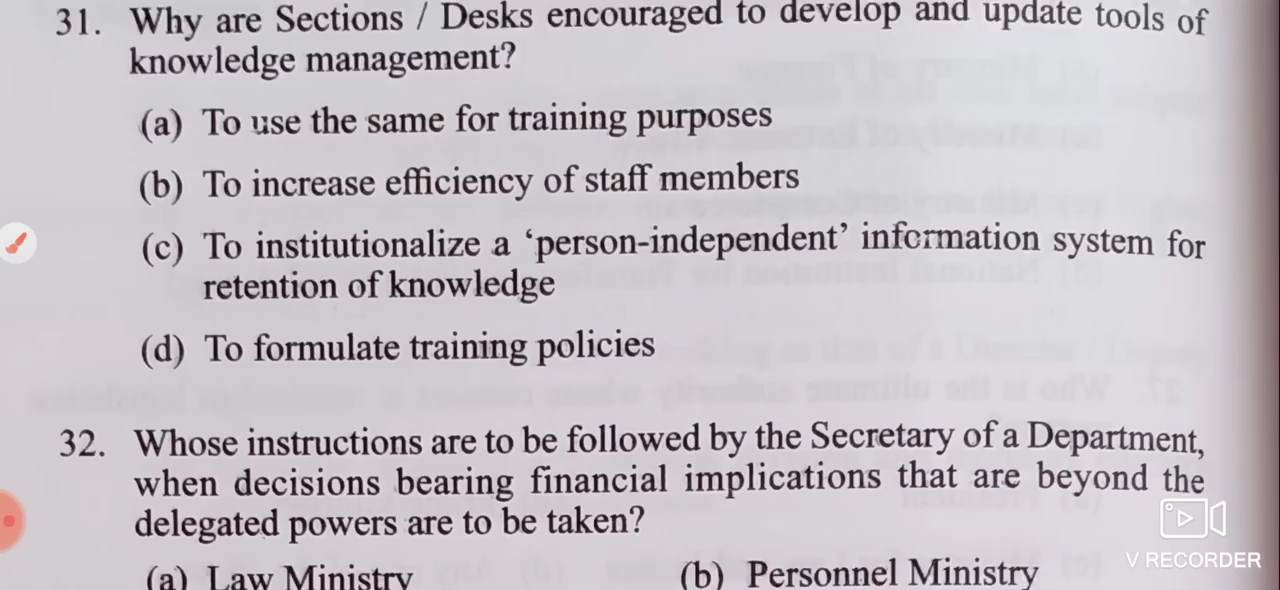 31. Why are Sections / Desks encouraged to develop and update tools of
knowledge management?
(a) To use the same for training purposes
(b) To increase efficiency of staff members
(c) To institutionalize a ‘person-independent’ information system for
retention of knowledge
(d) To formulate training policies
32. Whose instructions are to be followed by the Secretary of a Department,
when decisions bearing financial implications that are beyond the
delegated powers are to be taken?
(a) Law Ministry (b) Personnel Ministry
V RECORDER